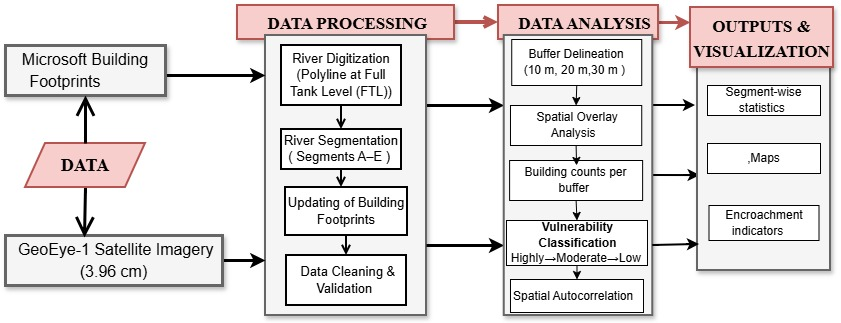 DATA PROCESSING
DATA ANALYSIS
OUTPUTS &
VISUALIZATION
Microsoft Building
Footprints
DATA
GeoEye-1 Satellite Imagery
(3.96 cm)
River Digitization
(Polyline at Full
Tank Level (FTL))
River Segmentation
( Segments A–E )
Updating of Building
Footprints
Data Cleaning &
Validation
Buffer Delineation
(10 m, 20 m,30 m )
Spatial Overlay
Analysis
Building counts per
buffer
Vulnerability
Classification
Highly→Moderate→Low
Spatial Autocorrelation
Segment-wise
statistics
,Maps
Encroachment
indicators